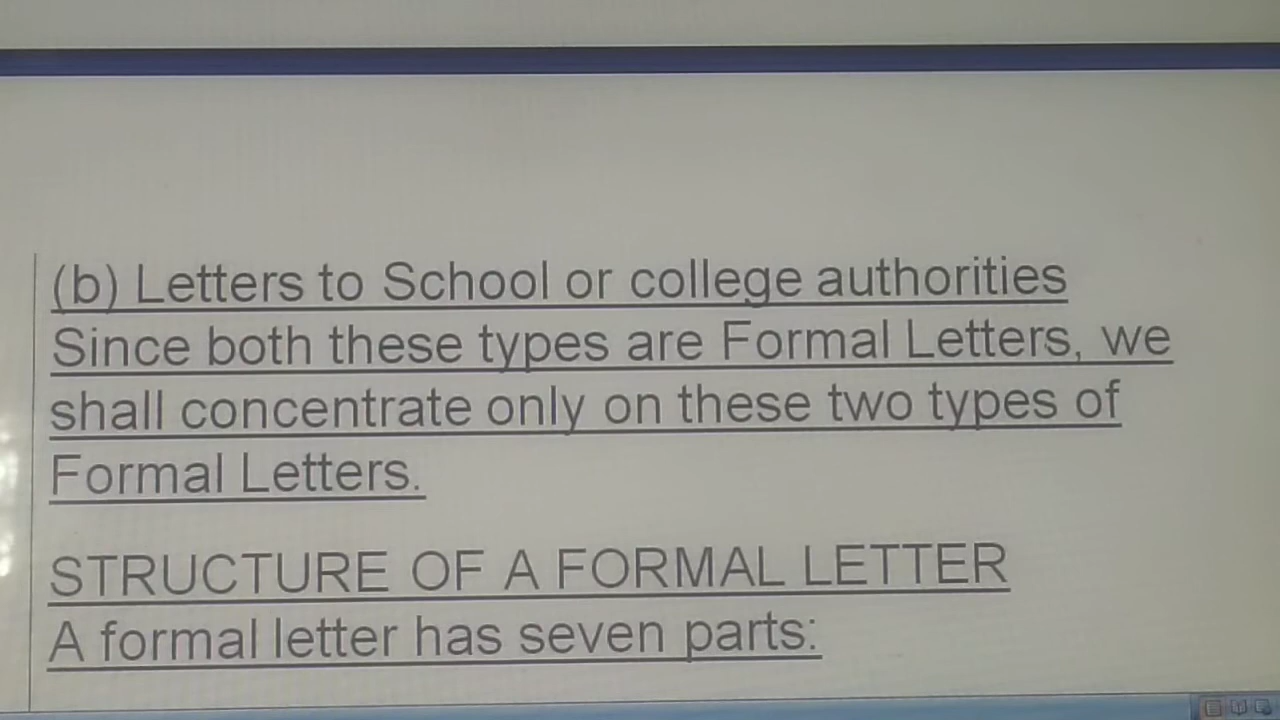 (b) Letters to School or college authorities
Since both these types are Formal Letters, we
shall concentrate only on these two types of
Formal Letters.
STRUCTURE OF A FORMAL LETTER
A formal letter has seven parts: